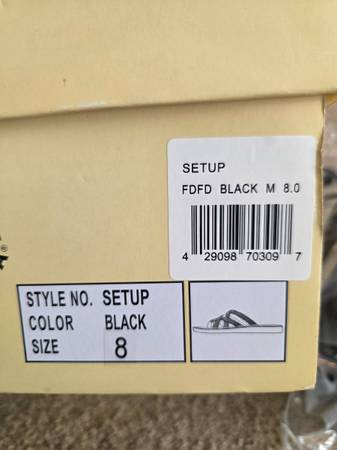 SETUP
FDFD BLACK M 8.0
4 29098 70309 7
STYLE NO. SETUP
COLOR BLACK
SIZE 8
®